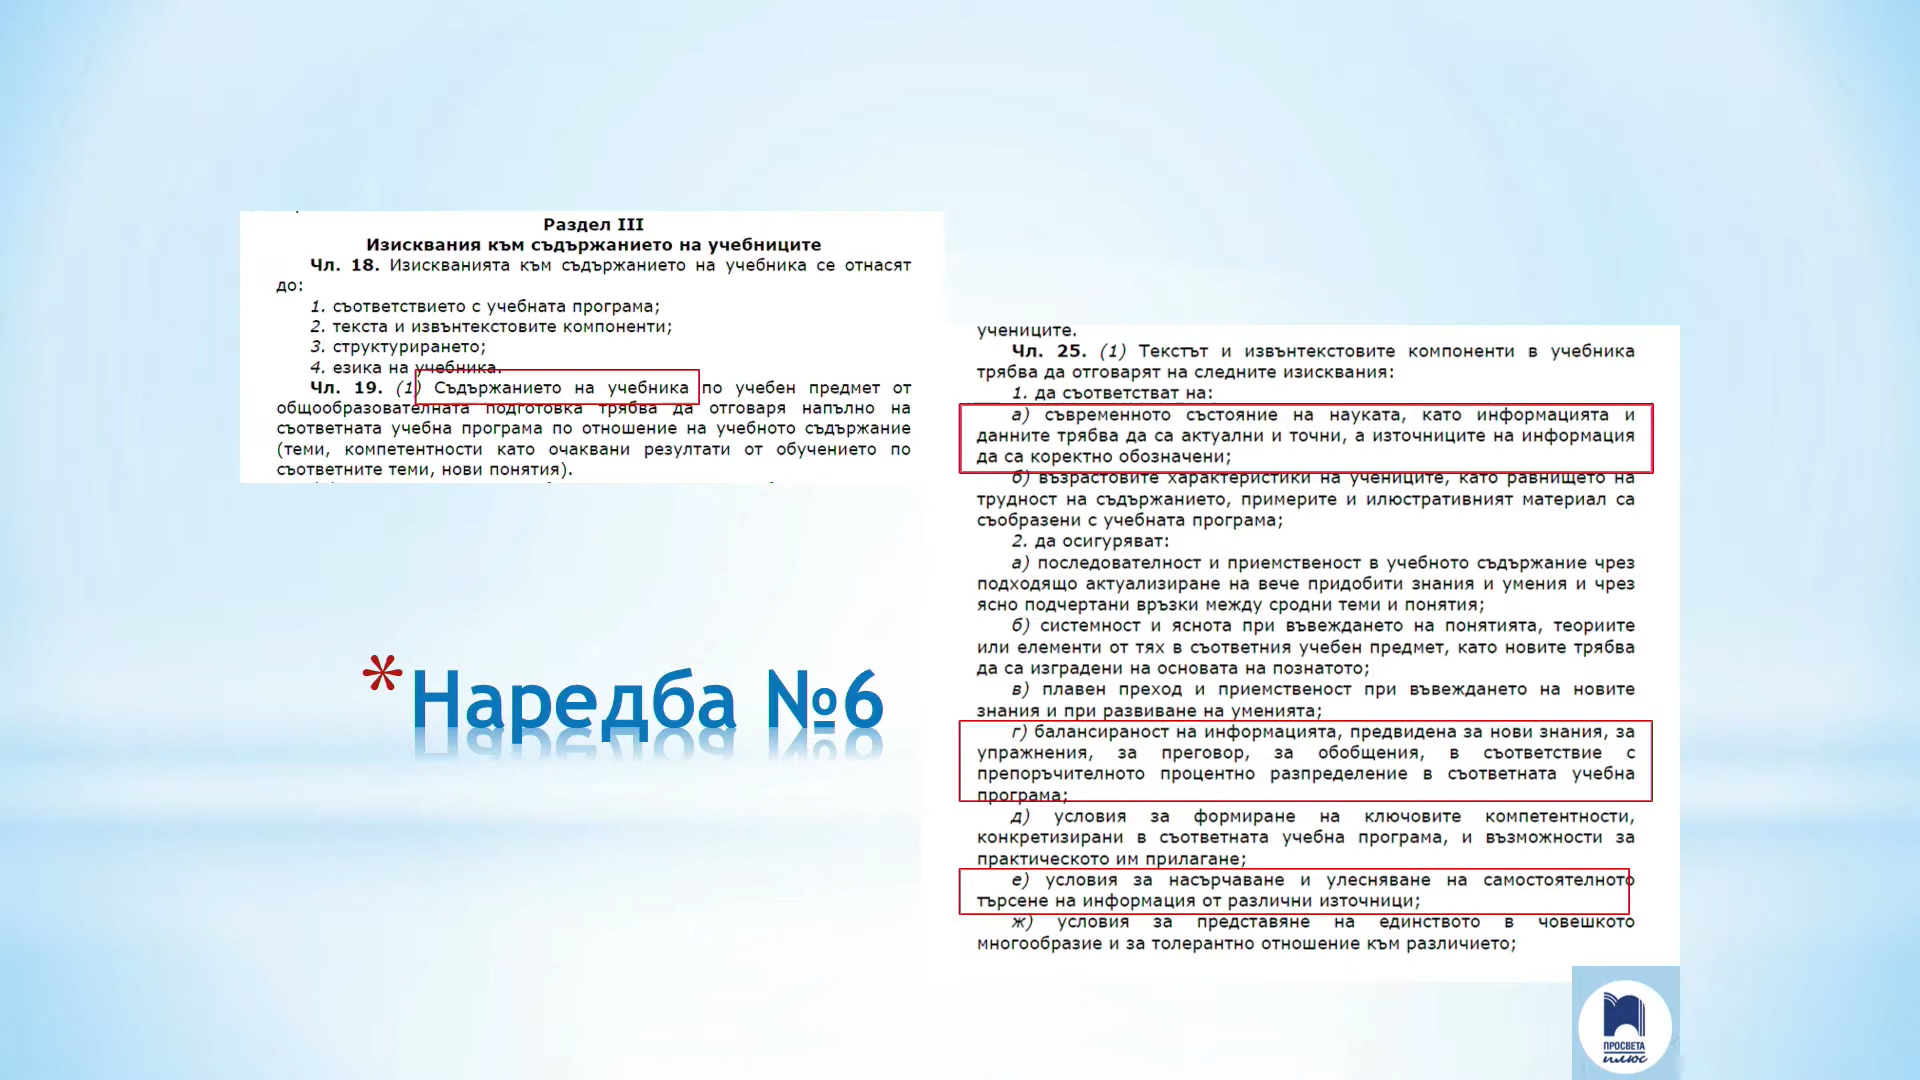 Раздел III
Изисквания към съдържанието на учебниците
Чл. 18. Изискванията към съдържанието на учебника се отнасят
до:
1. съответствието с учебната програма;
2. текста и извънтекстовите компоненти;
3. структурирането;
4. езика на учебника.
Чл. 19. (1) Съдържанието на учебника по учебен предмет от
общообразователната подготовка трябва да отговаря напълно на
съответната учебна програма по отношение на учебното съдържание
(теми, компетентности като очаквани резултати от обучението по
съответните теми, нови понятия).
* Наредба №6
учениците.
Чл. 25. (1) Текстът и извънтекстовите компоненти в учебника
трябва да отговарят на следните изисквания:
1. да съответстват на:
а) съвременното състояние на науката, като информацията и
данните трябва да са актуални и точни, а източниците на информация
да са коректно обозначени;
б) възрастовите характеристики на учениците, като равнището на
трудност на съдържанието, примерите и илюстративният материал са
съобразени с учебната програма;
2. да осигуряват:
а) последователност и приемственост в учебното съдържание чрез
подходящо актуализиране на вече придобити знания и умения и чрез
ясно подчертани връзки между сродни теми и понятия;
б) системност и яснота при въвеждането на понятията, теориите
или елементи от тях в съответния учебен предмет, като новите трябва
да са изградени на основата на познатото;
в) плавен преход и приемственост при въвеждането на новите
знания и при развиване на уменията;
г) балансираност на информацията, предвидена за нови знания, за
упражнения, за преговор, за обобщения, в съответствие с
препоръчителното процентно разпределение в съответната учебна
програма;
д) условия за формиране на ключовите компетентности,
конкретизирани в съответната учебна програма, и възможности за
практическото им прилагане;
е) условия за насърчаване и улесняване на самостоятелното
търсене на информация от различни източници;
ж) условия за представяне на единството в човешкото
многообразие и за толерантно отношение към различието;
ПРОСВЕТА
плюс